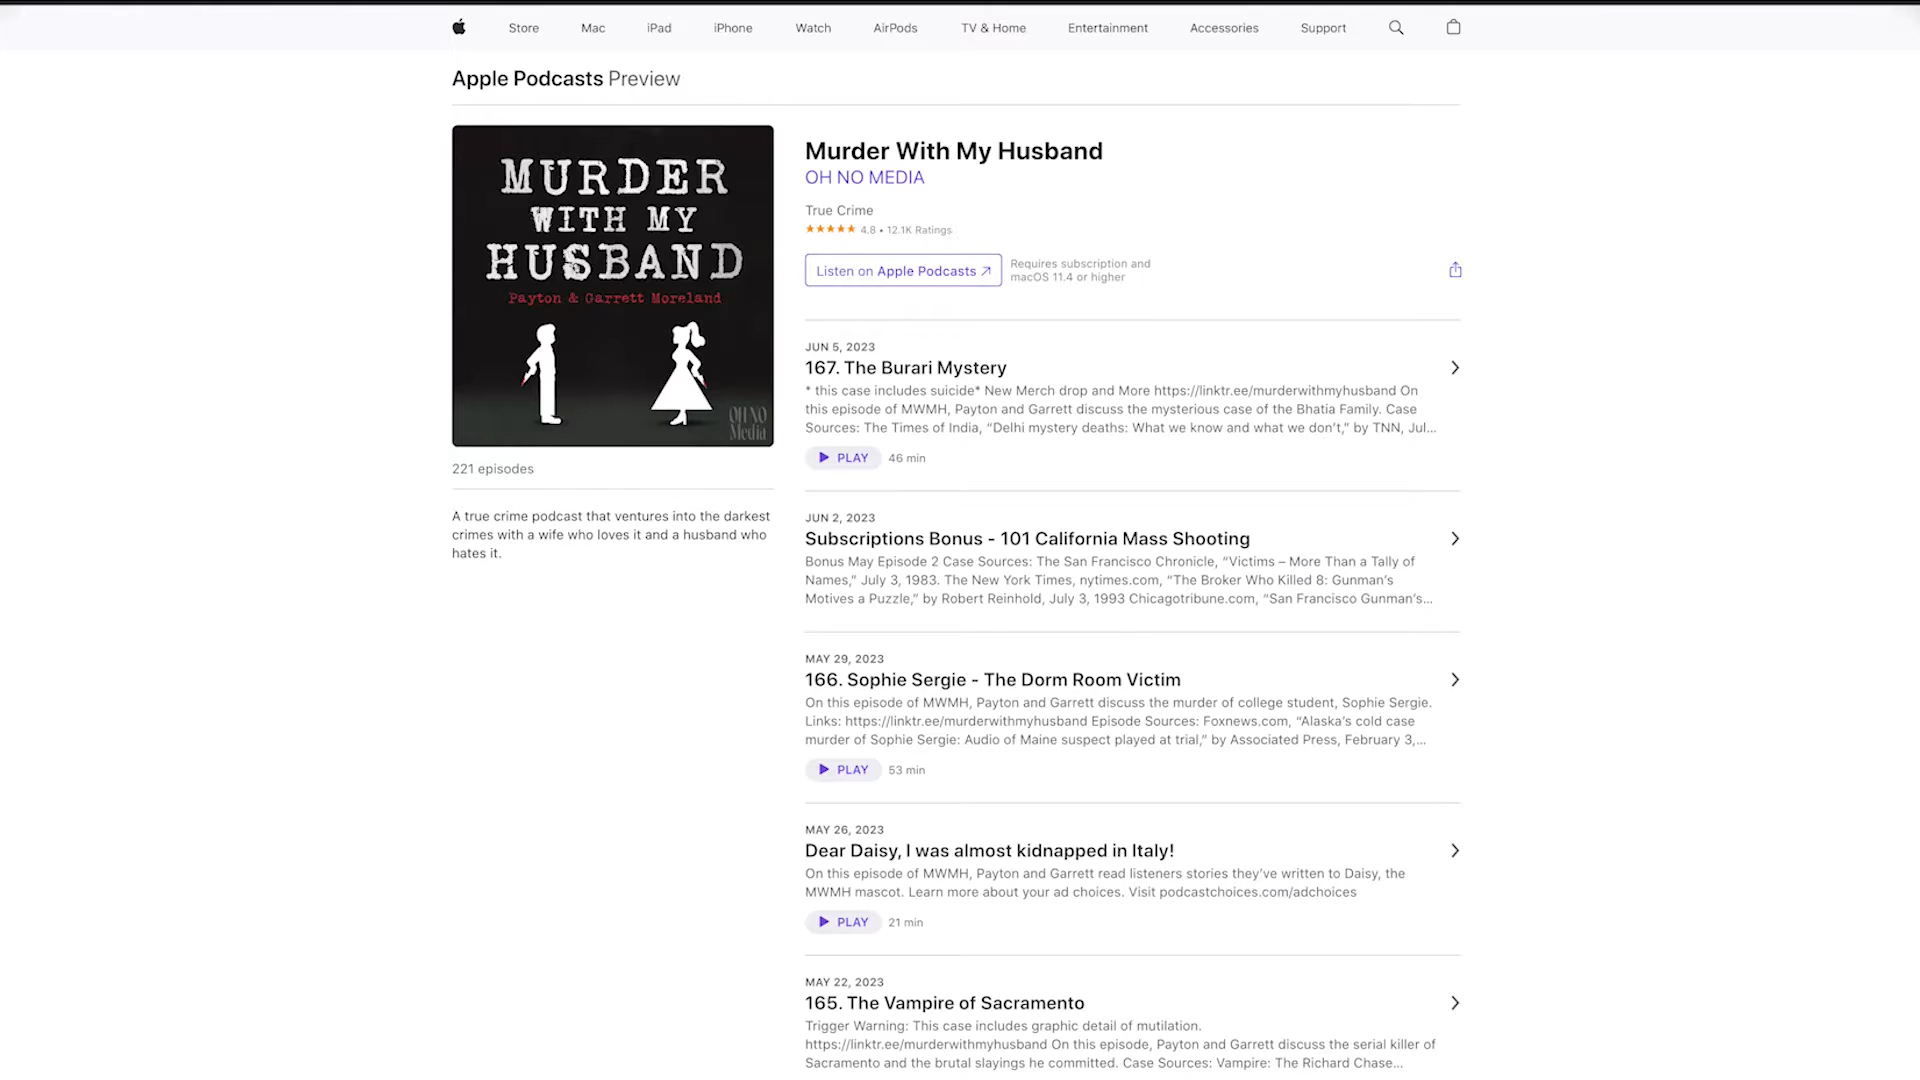 Store Mac iPad iPhone Watch AirPods TV & Home Entertainment Accessories Support
Apple Podcasts Preview
MURDER
WITH MY
HUSBAND
Payton & Garrett Moreland
OH NO
Media
221 episodes
A true crime podcast that ventures into the darkest
crimes with a wife who loves it and a husband who
hates it.
Murder With My Husband
OH NO MEDIA
True Crime
★★★★★ 4.8 • 12.1K Ratings
Listen on Apple Podcasts ↗
Requires subscription and
macOS 11.4 or higher
JUN 5, 2023
167. The Burari Mystery
* this case includes suicide* New Merch drop and More https://linktr.ee/murderwithmyhusband On
this episode of MWMH, Payton and Garrett discuss the mysterious case of the Bhatia Family. Case
Sources: The Times of India, “Delhi mystery deaths: What we know and what we don’t,” by TNN, Jul...
PLAY 46 min
JUN 2, 2023
Subscriptions Bonus - 101 California Mass Shooting
Bonus May Episode 2 Case Sources: The San Francisco Chronicle, “Victims – More Than a Tally of
Names,” July 3, 1983. The New York Times, nytimes.com, “The Broker Who Killed 8: Gunman’s
Motives a Puzzle,” by Robert Reinhold, July 3, 1993 Chicagotribune.com, “San Francisco Gunman’s...
MAY 29, 2023
166. Sophie Sergie - The Dorm Room Victim
On this episode of MWMH, Payton and Garrett discuss the murder of college student, Sophie Sergie.
Links: https://linktr.ee/murderwithmyhusband Episode Sources: Foxnews.com, “Alaska’s cold case
murder of Sophie Sergie: Audio of Maine suspect played at trial,” by Associated Press, February 3,...
PLAY 53 min
MAY 26, 2023
Dear Daisy, I was almost kidnapped in Italy!
On this episode of MWMH, Payton and Garrett read listeners stories they’ve written to Daisy, the
MWMH mascot. Learn more about your ad choices. Visit podcastchoices.com/adchoices
PLAY 21 min
MAY 22, 2023
165. The Vampire of Sacramento
Trigger Warning: This case includes graphic detail of mutilation.
https://linktr.ee/murderwithmyhusband On this episode, Payton and Garrett discuss the serial killer of
Sacramento and the brutal slayings he committed. Case Sources: Vampire: The Richard Chase...